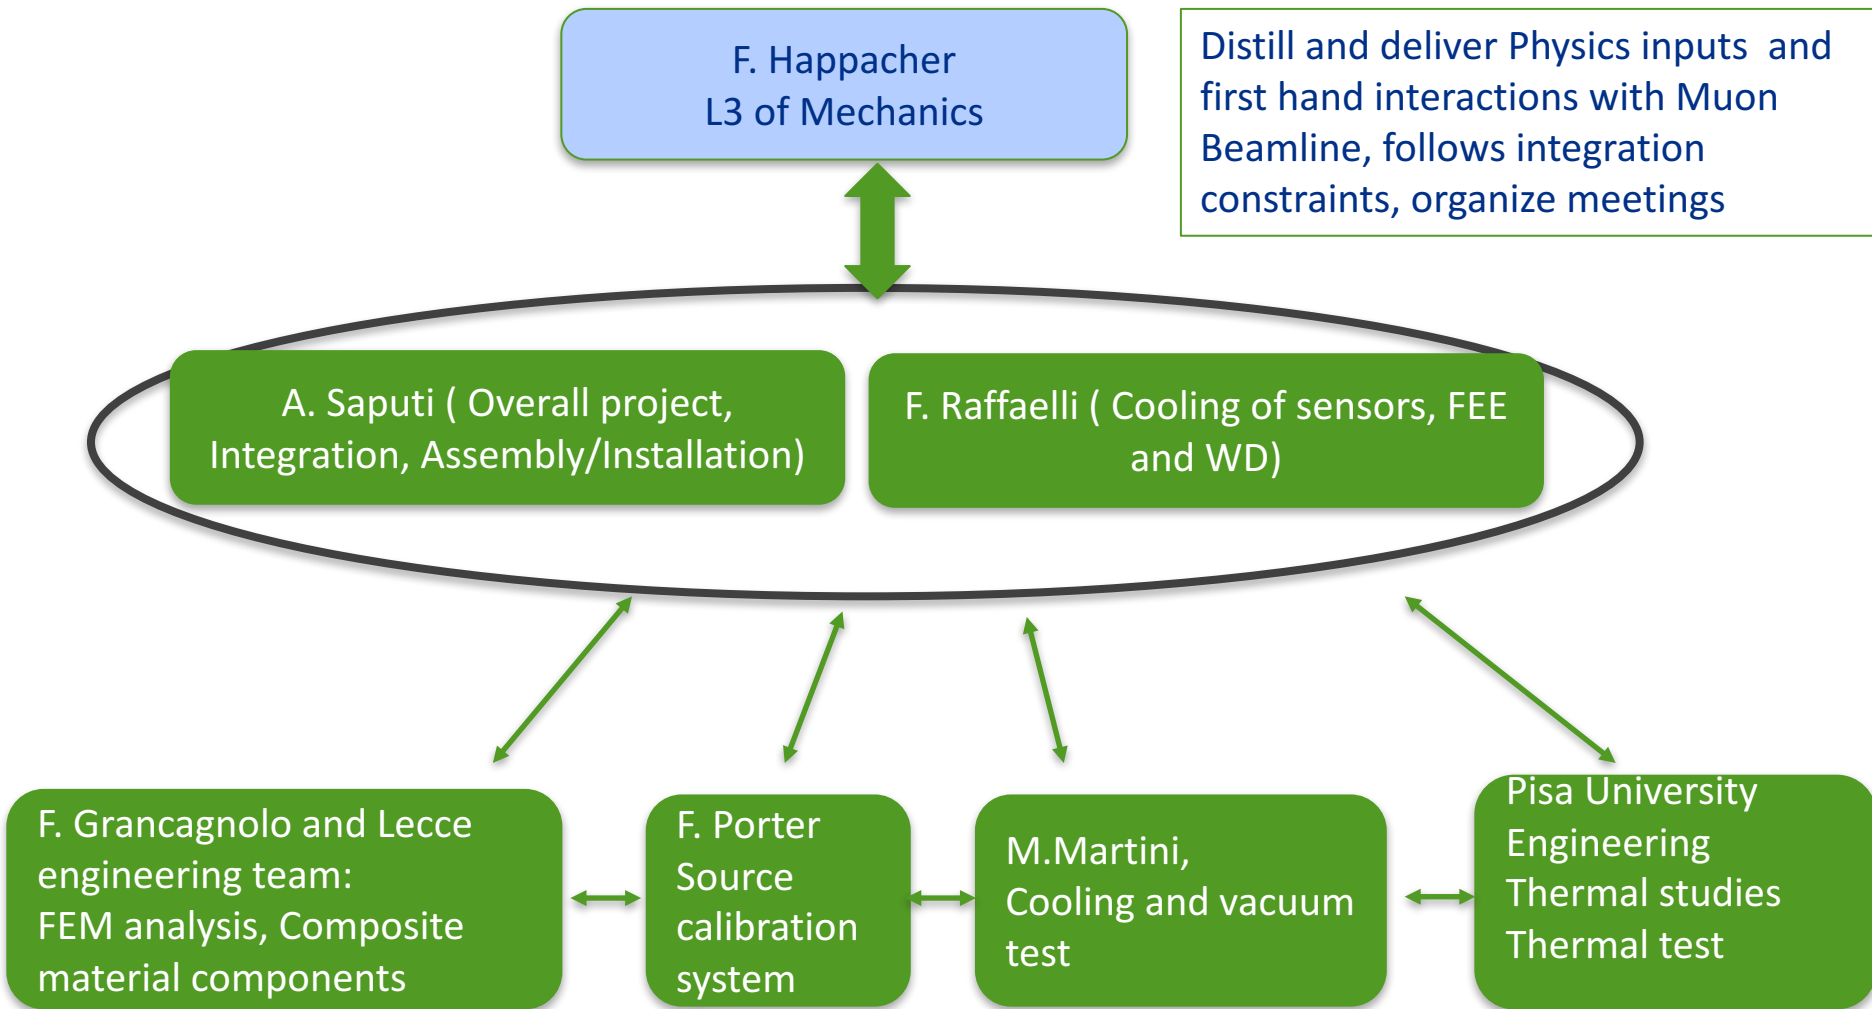 F. Happacher
L3 of Mechanics
Distill and deliver Physics inputs  and
first hand interactions with Muon
Beamline, follows integration
constraints, organize meetings
A. Saputi ( Overall project,
Integration, Assembly/Installation)
F. Raffaelli ( Cooling of sensors, FEE
and WD)
F. Grancagnolo and Lecce
engineering team:
FEM analysis, Composite
material components
F. Porter
Source
calibration
system
M.Martini,
Cooling and vacuum
test
Pisa University
Engineering
Thermal studies
Thermal test